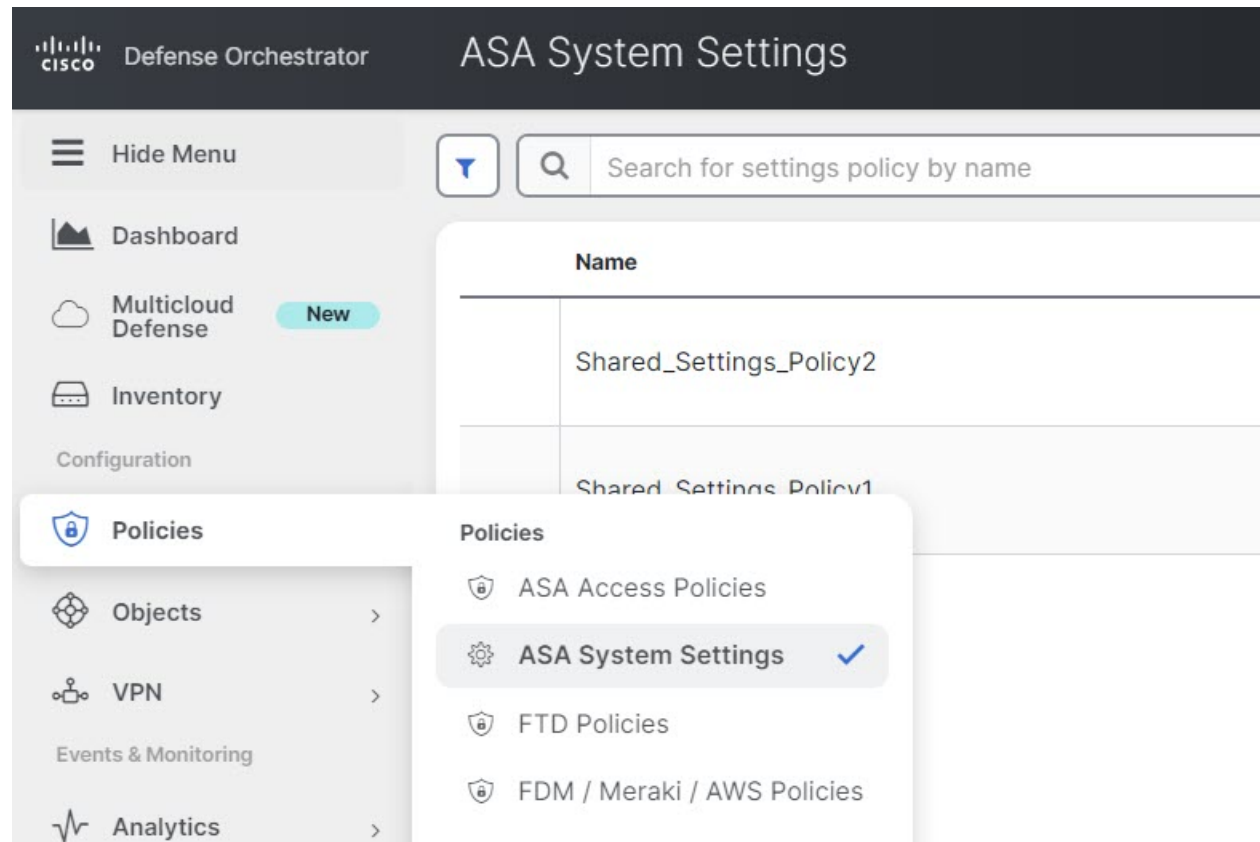 CISCO Defense Orchestrator
ASA System Settings
Hide Menu
Dashboard
Multicloud
Defense
New
Inventory
Configuration
Policies
Objects
VPN
Events & Monitoring
Analytics
Search for settings policy by name
Name
Shared_Settings_Policy2
Shared_Settings_Policy1
Policies
ASA Access Policies
ASA System Settings
FTD Policies
FDM / Meraki / AWS Policies